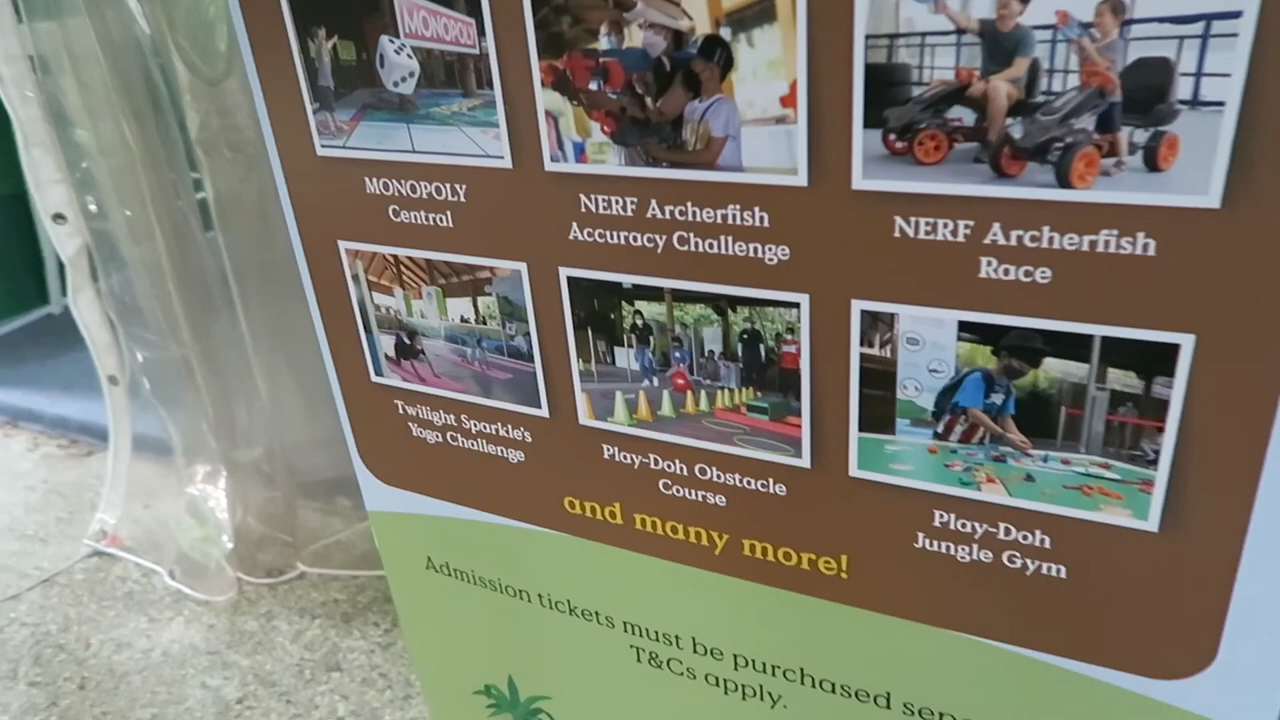 MONOPOLY
MONOPOLY
Central
NERF Archerfish
Accuracy Challenge
NERF Archerfish
Race
Twilight Sparkle's
Yoga Challenge
Play-Doh Obstacle
Course
Play-Doh
Jungle Gym
and many more!
Admission tickets must be purchased
T&Cs apply.